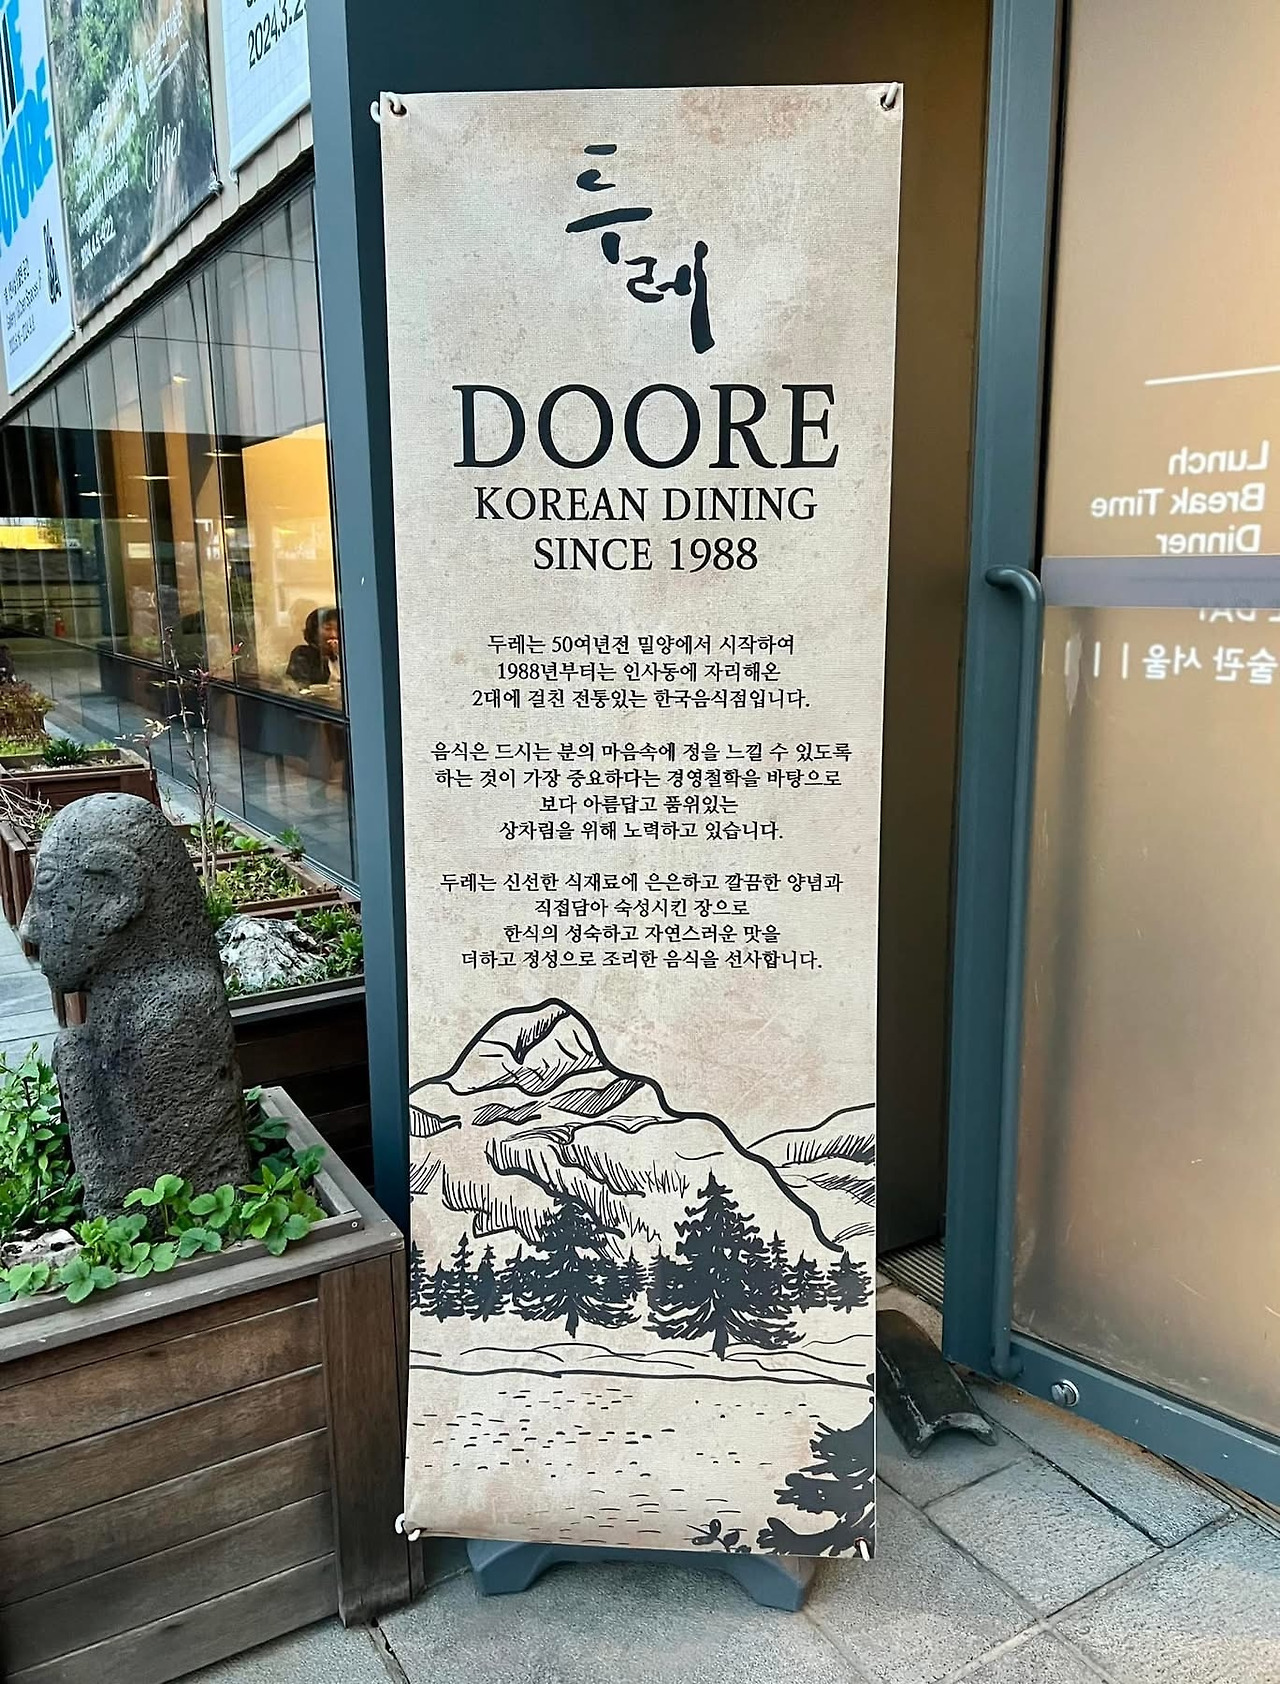 두레
DOORE
KOREAN DINING
SINCE 1988
두레는 50여년전 밀양에서 시작하여
1988년부터는 인사동에 자리해온
2대에 걸친 전통있는 한국음식점입니다.
음식은 드시는 분의 마음속에 정을 느낄 수 있도록
하는 것이 가장 중요하다는 경영철학을 바탕으로
보다 아름답고 품위있는
상차림을 위해 노력하고 있습니다.
두레는 신선한 식재료에 은은하고 깔끔한 양념과
직접담아 숙성시킨 장으로
한식의 성숙하고 자연스러운 맛을
더하고 정성으로 조리한 음식을 선사합니다.
Lunch
Break Time
Dinner
2024.3.2
Cartier
FUTURE